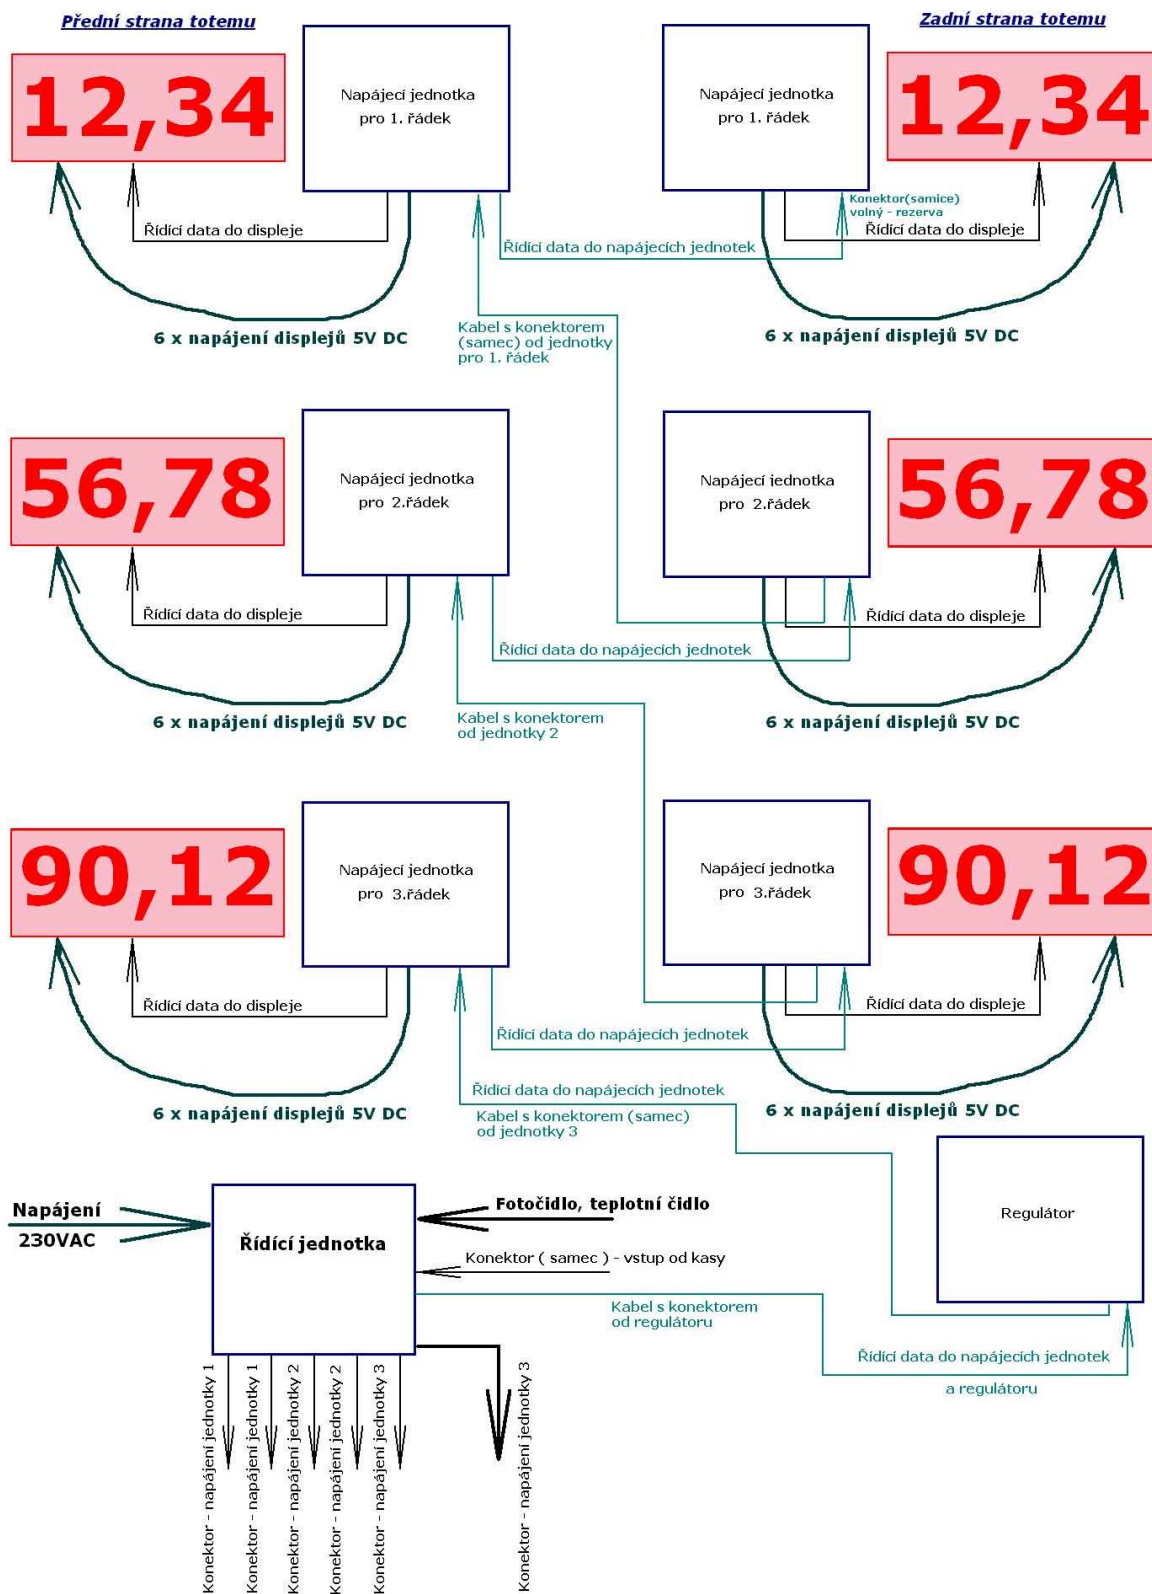 Přední strana totemu
Zadní strana totemu
12,34
Napájecí jednotka
pro 1. řádek
Napájecí jednotka
pro 1. řádek
12,34
Řídící data do displeje
Řídící data do napájecích jednotek
Konektor(samice)
volný - rezerva
Řídící data do displeje
6 x napájení displejů 5V DC
Kabel s konektorem
(samec) od jednotky
pro 1. řádek
6 x napájení displejů 5V DC
56,78
Napájecí jednotka
pro 2.řádek
Napájecí jednotka
pro 2.řádek
56,78
Řídící data do displeje
Řídící data do napájecích jednotek
Řídící data do displeje
6 x napájení displejů 5V DC
Kabel s konektorem
od jednotky 2
6 x napájení displejů 5V DC
90,12
Napájecí jednotka
pro 3.řádek
Napájecí jednotka
pro 3.řádek
90,12
Řídící data do displeje
Řídící data do napájecích jednotek
Řídící data do displeje
6 x napájení displejů 5V DC
Řídící data do napájecích jednotek
Kabel s konektorem (samec)
od jednotky 3
6 x napájení displejů 5V DC
Napájení
230VAC
Řídící jednotka
Fotočidlo, teplotní čidlo
Konektor ( samec ) - vstup od kasy
Kabel s konektorem
od regulátoru
Regulátor
Řídící data do napájecích jednotek
a regulátoru
Konektor - napájení jednotky 1
Konektor - napájení jednotky 1
Konektor - napájení jednotky 2
Konektor - napájení jednotky 2
Konektor - napájení jednotky 3
Konektor - napájení jednotky 3